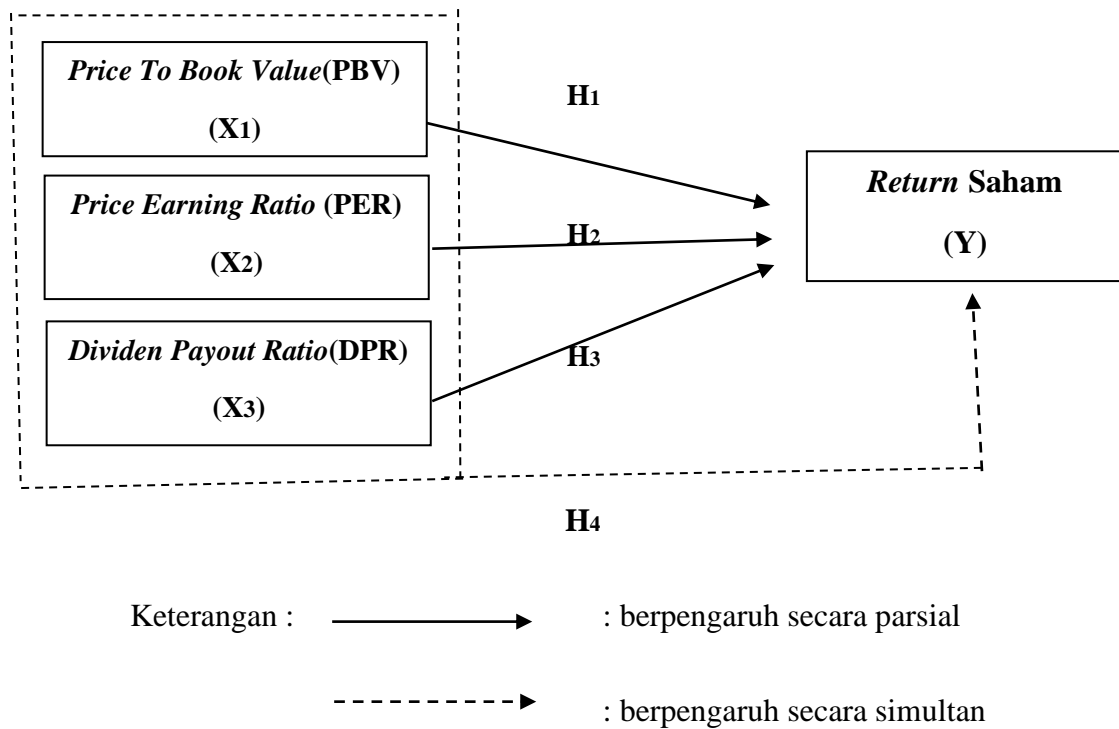 Price To Book Value(PBV)
(X1)
H1
Price Earning Ratio (PER)
(X2)
H2
Dividen Payout Ratio(DPR)
(X3)
H3
Return Saham
(Y)
H4
Keterangan :
: berpengaruh secara parsial
: berpengaruh secara simultan